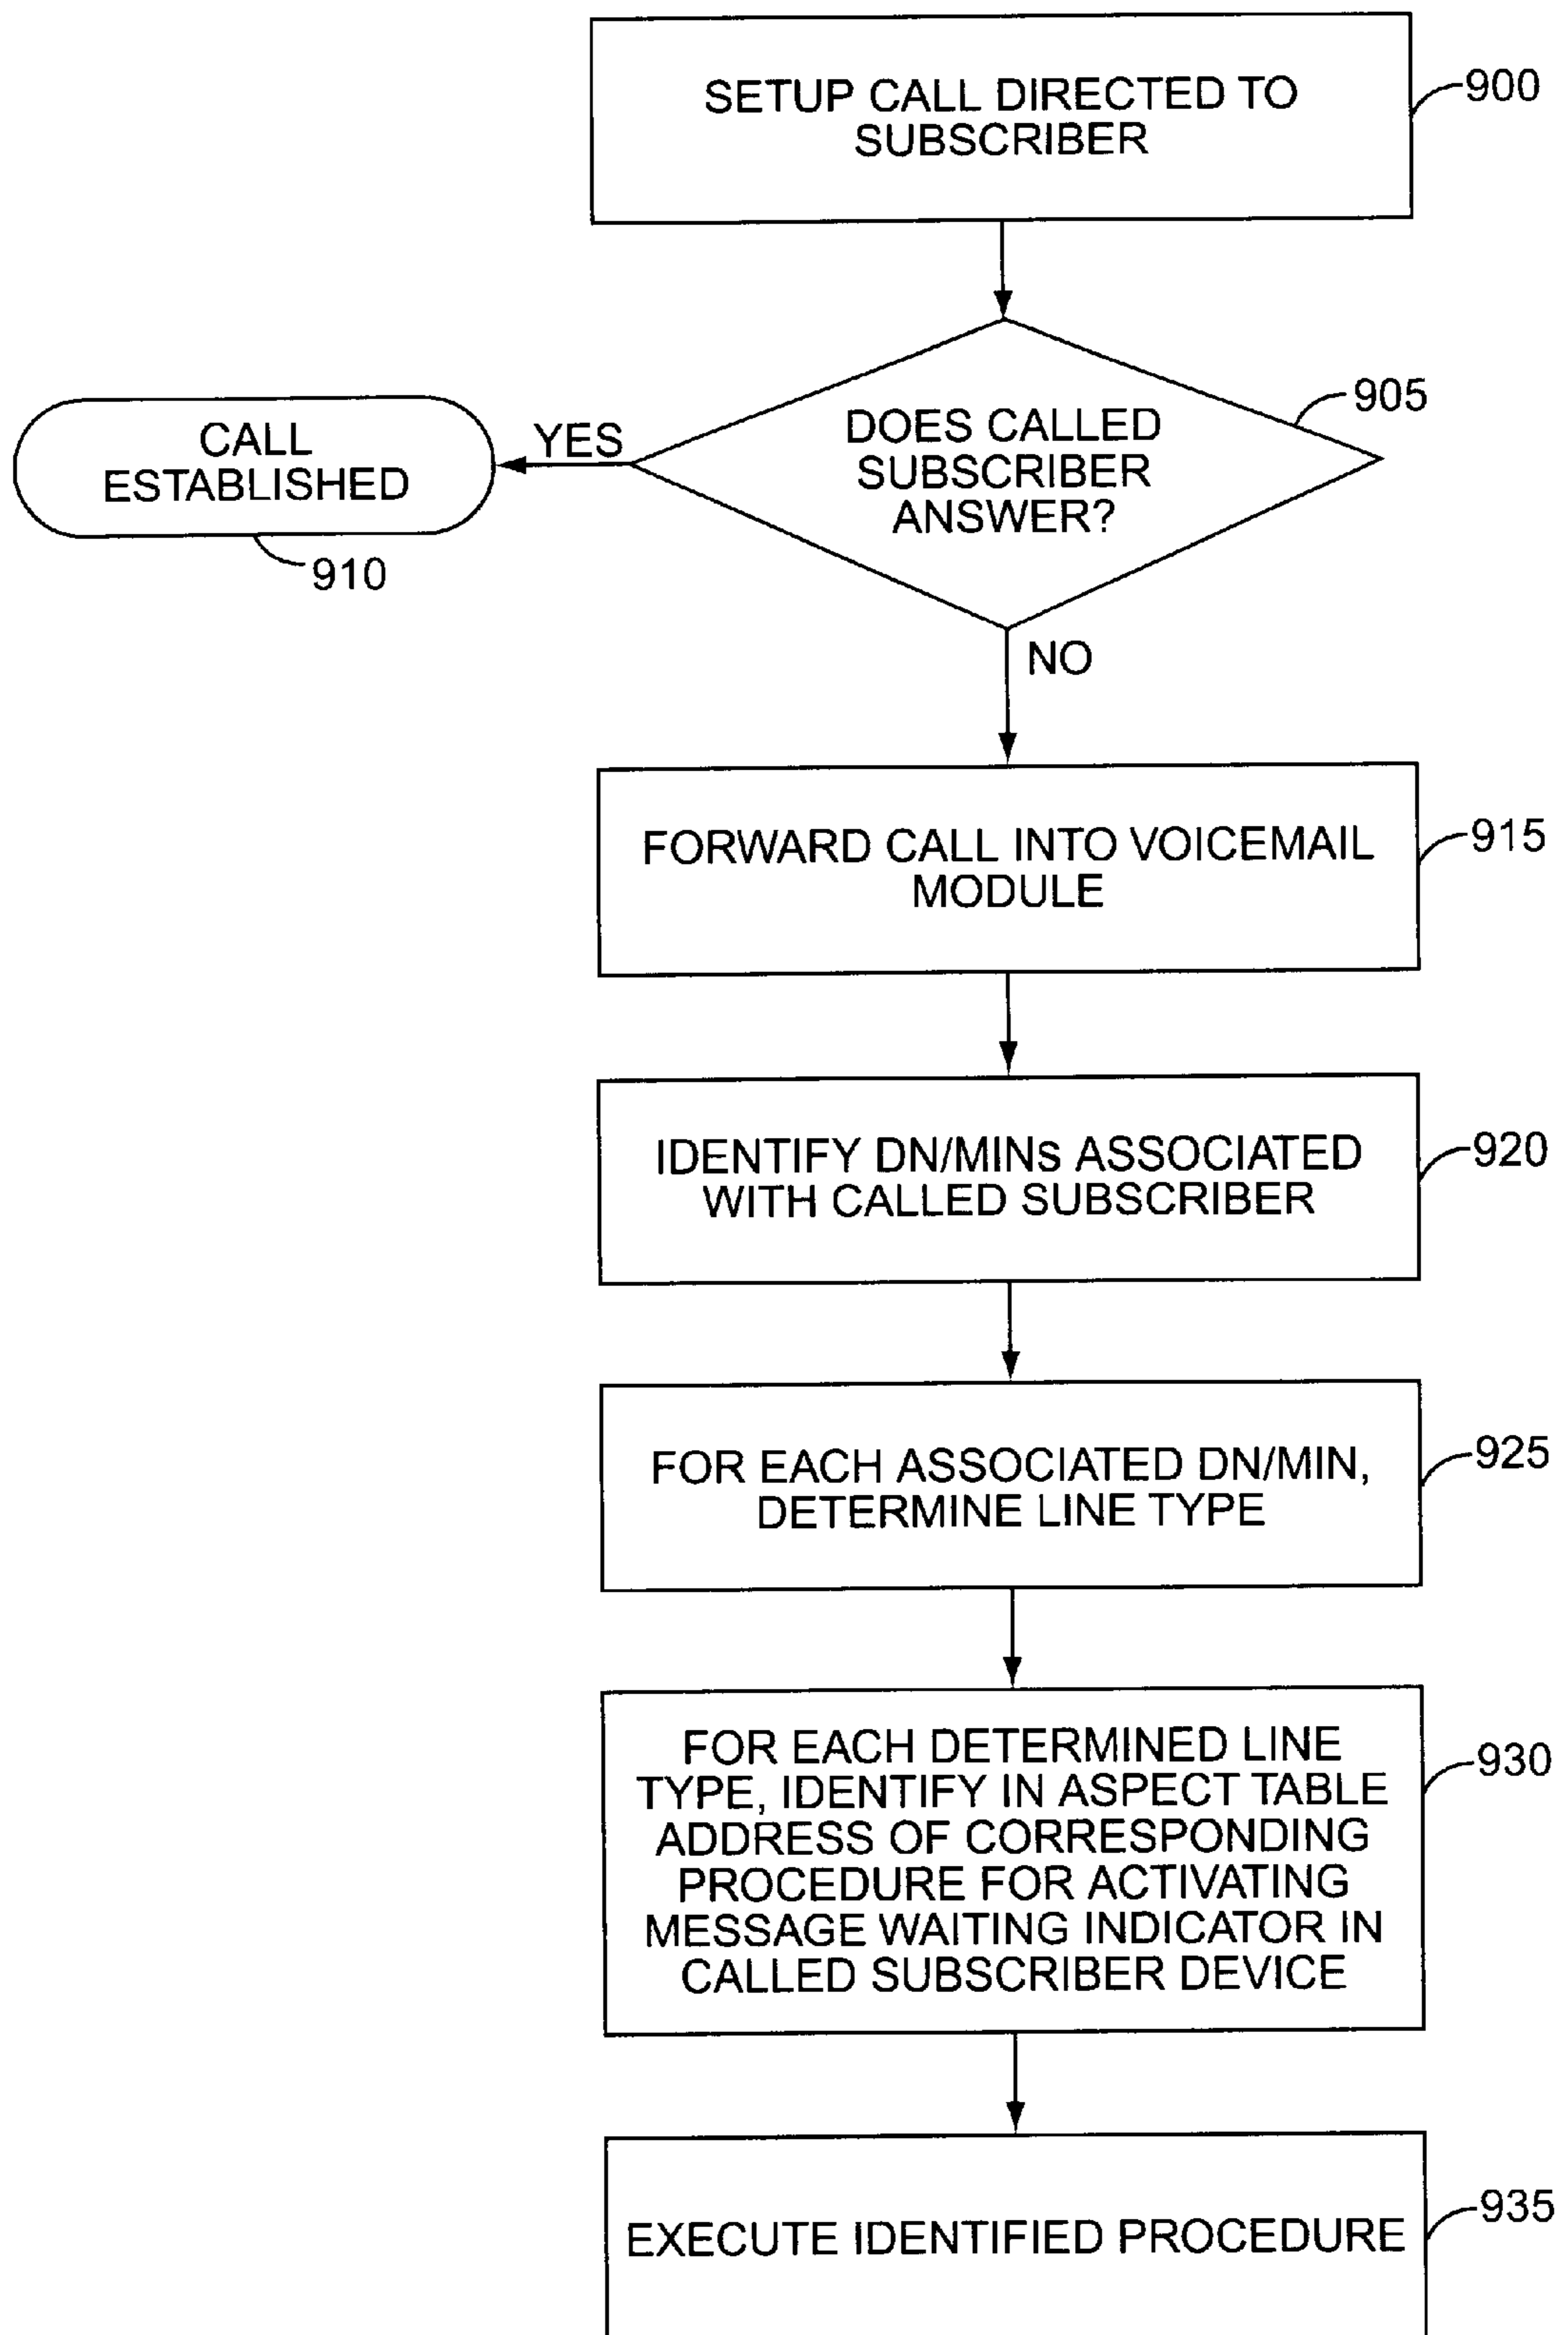 SETUP CALL DIRECTED TO
SUBSCRIBER
900
DOES CALLED
SUBSCRIBER
ANSWER?
905
YES
CALL
ESTABLISHED
910
NO
FORWARD CALL INTO VOICEMAIL
MODULE
915
IDENTIFY DN/MINs ASSOCIATED
WITH CALLED SUBSCRIBER
920
FOR EACH ASSOCIATED DN/MIN,
DETERMINE LINE TYPE
925
FOR EACH DETERMINED LINE
TYPE, IDENTIFY IN ASPECT TABLE
ADDRESS OF CORRESPONDING
PROCEDURE FOR ACTIVATING
MESSAGE WAITING INDICATOR IN
CALLED SUBSCRIBER DEVICE
930
EXECUTE IDENTIFIED PROCEDURE
935